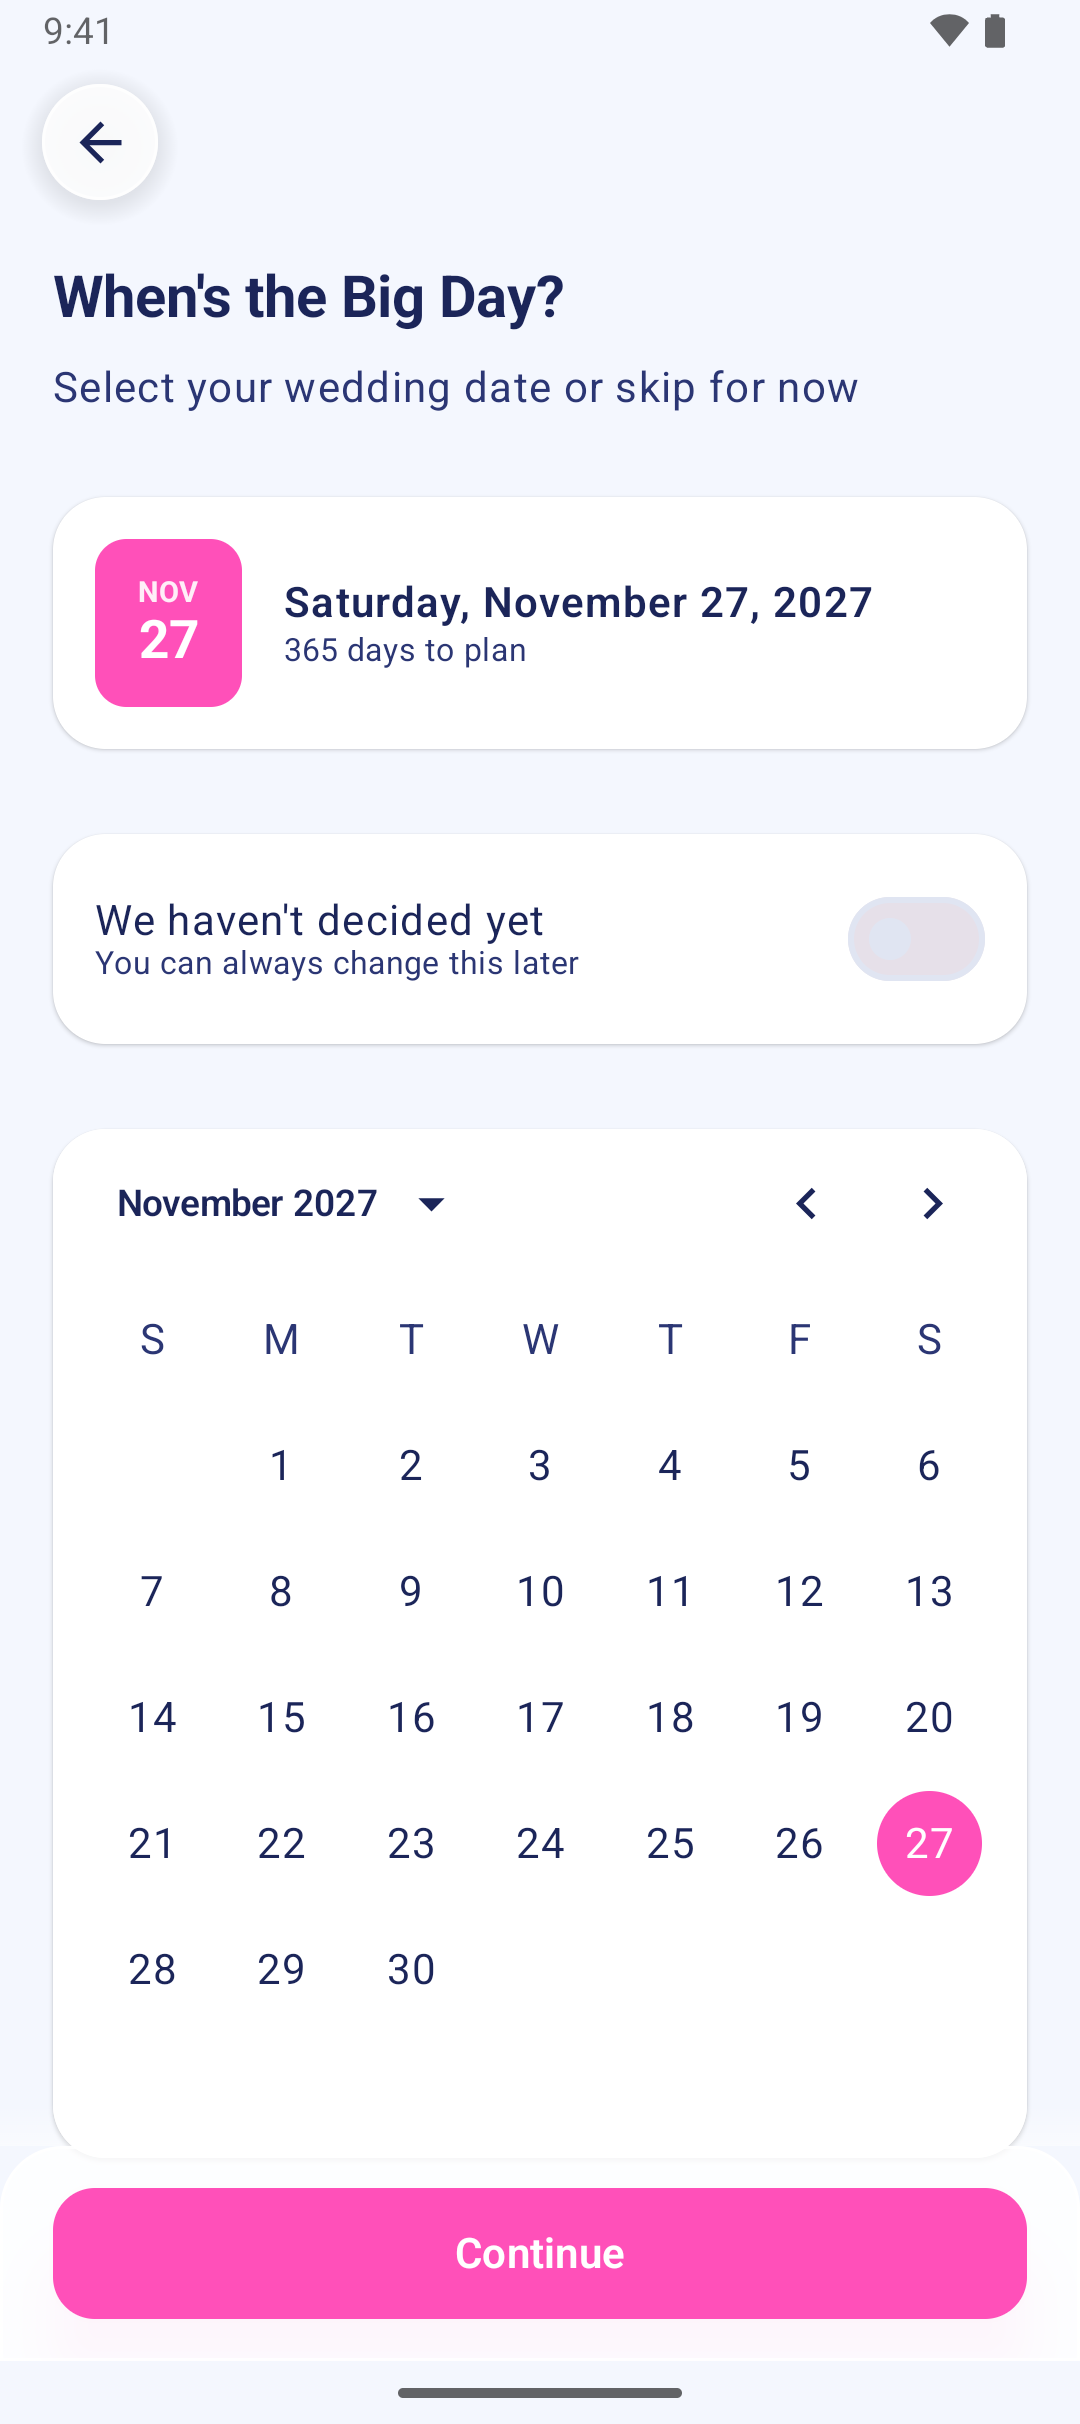 9:41
When's the Big Day?
Select your wedding date or skip for now
NOV
27
Saturday, November 27, 2027
365 days to plan
We haven't decided yet
You can always change this later
November 2027
S M T W T F S
1 2 3 4 5 6
7 8 9 10 11 12 13
14 15 16 17 18 19 20
21 22 23 24 25 26 27
28 29 30
Continue